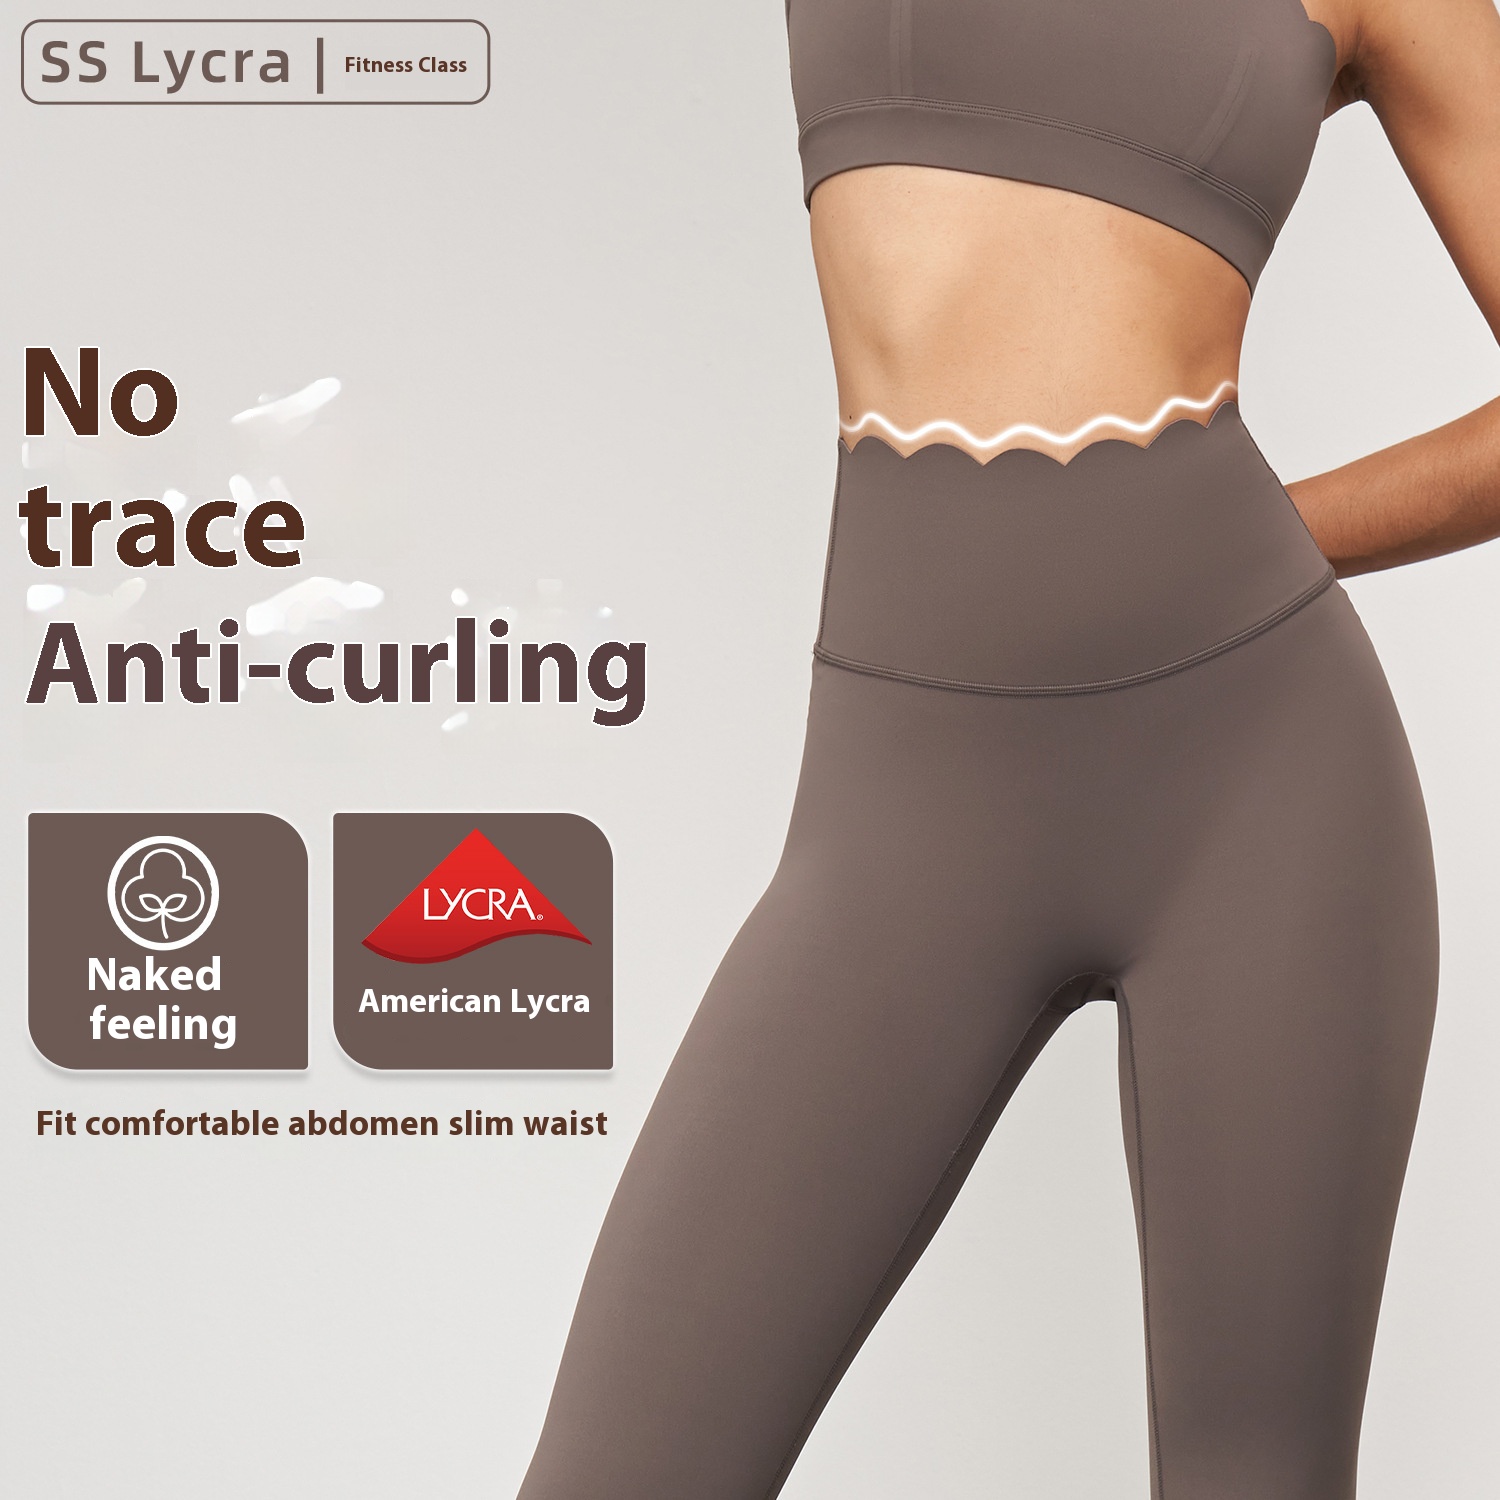 SS Lycra | Fitness Class
No
trace
Anti-curling
Naked
feeling
LYCRA®
American Lycra
Fit comfortable abdomen slim waist